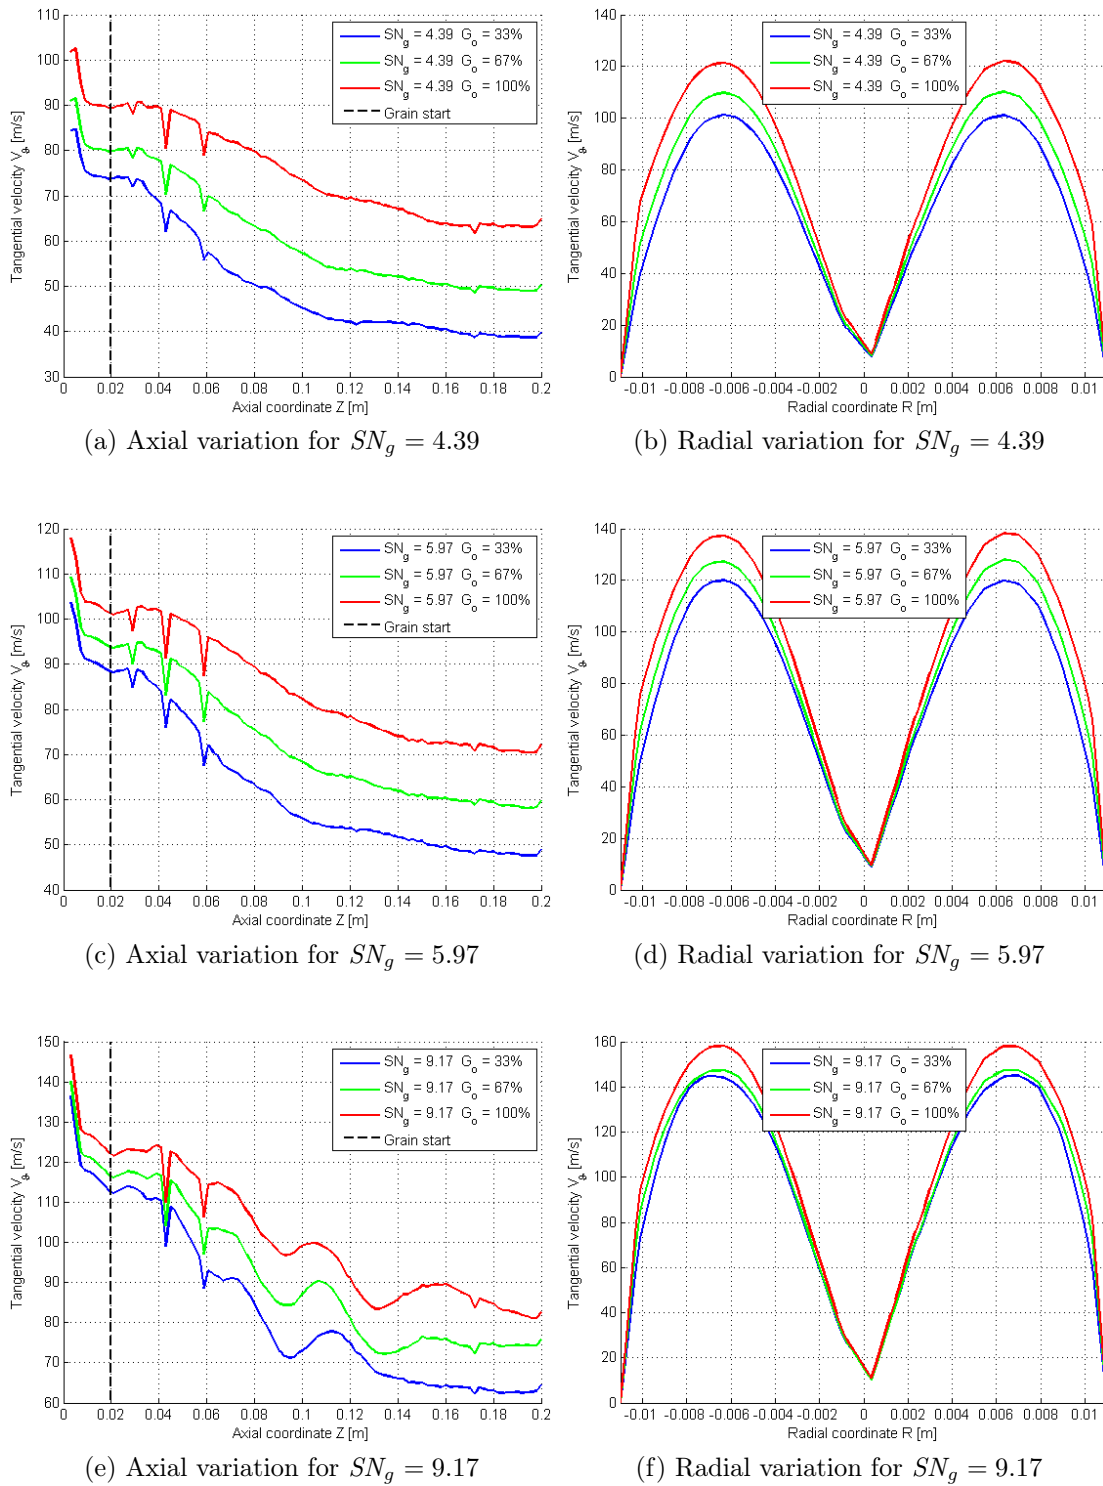 110
100
90
80
70
60
50
40
30
Tangential velocity V_ϑ [m/s]
SN_g = 4.39 G_o = 33%
SN_g = 4.39 G_o = 67%
SN_g = 4.39 G_o = 100%
Grain start
0 0.02 0.04 0.06 0.08 0.1 0.12 0.14 0.16 0.18 0.2
Axial coordinate Z [m]
(a) Axial variation for SN_g = 4.39
140
120
100
80
60
40
20
0
Tangential velocity V_ϑ [m/s]
SN_g = 4.39 G_o = 33%
SN_g = 4.39 G_o = 67%
SN_g = 4.39 G_o = 100%
-0.01 -0.008 -0.006 -0.004 -0.002 0 0.002 0.004 0.006 0.008 0.01
Radial coordinate R [m]
(b) Radial variation for SN_g = 4.39
120
110
100
90
80
70
60
50
40
Tangential velocity V_ϑ [m/s]
SN_g = 5.97 G_o = 33%
SN_g = 5.97 G_o = 67%
SN_g = 5.97 G_o = 100%
Grain start
0 0.02 0.04 0.06 0.08 0.1 0.12 0.14 0.16 0.18 0.2
Axial coordinate Z [m]
(c) Axial variation for SN_g = 5.97
140
120
100
80
60
40
20
0
Tangential velocity V_ϑ [m/s]
SN_g = 5.97 G_o = 33%
SN_g = 5.97 G_o = 67%
SN_g = 5.97 G_o = 100%
-0.01 -0.008 -0.006 -0.004 -0.002 0 0.002 0.004 0.006 0.008 0.01
Radial coordinate R [m]
(d) Radial variation for SN_g = 5.97
150
140
130
120
110
100
90
80
70
60
Tangential velocity V_ϑ [m/s]
SN_g = 9.17 G_o = 33%
SN_g = 9.17 G_o = 67%
SN_g = 9.17 G_o = 100%
Grain start
0 0.02 0.04 0.06 0.08 0.1 0.12 0.14 0.16 0.18 0.2
Axial coordinate Z [m]
(e) Axial variation for SN_g = 9.17
160
140
120
100
80
60
40
20
0
Tangential velocity V_ϑ [m/s]
SN_g = 9.17 G_o = 33%
SN_g = 9.17 G_o = 67%
SN_g = 9.17 G_o = 100%
-0.01 -0.008 -0.006 -0.004 -0.002 0 0.002 0.004 0.006 0.008 0.01
Radial coordinate R [m]
(f) Radial variation for SN_g = 9.17